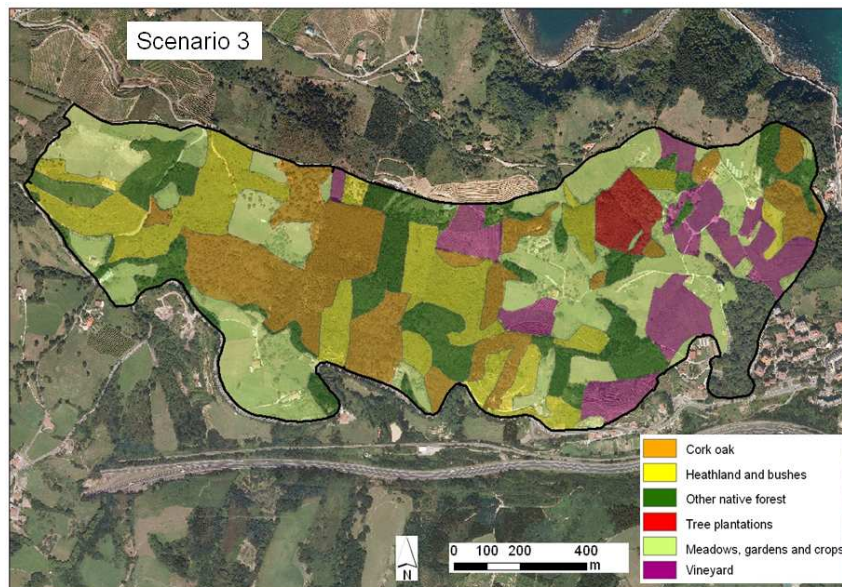 Scenario 3
Cork oak
Heathland and bushes
Other native forest
Tree plantations
Meadows, gardens and crops
Vineyard
N
0 100 200 400
m